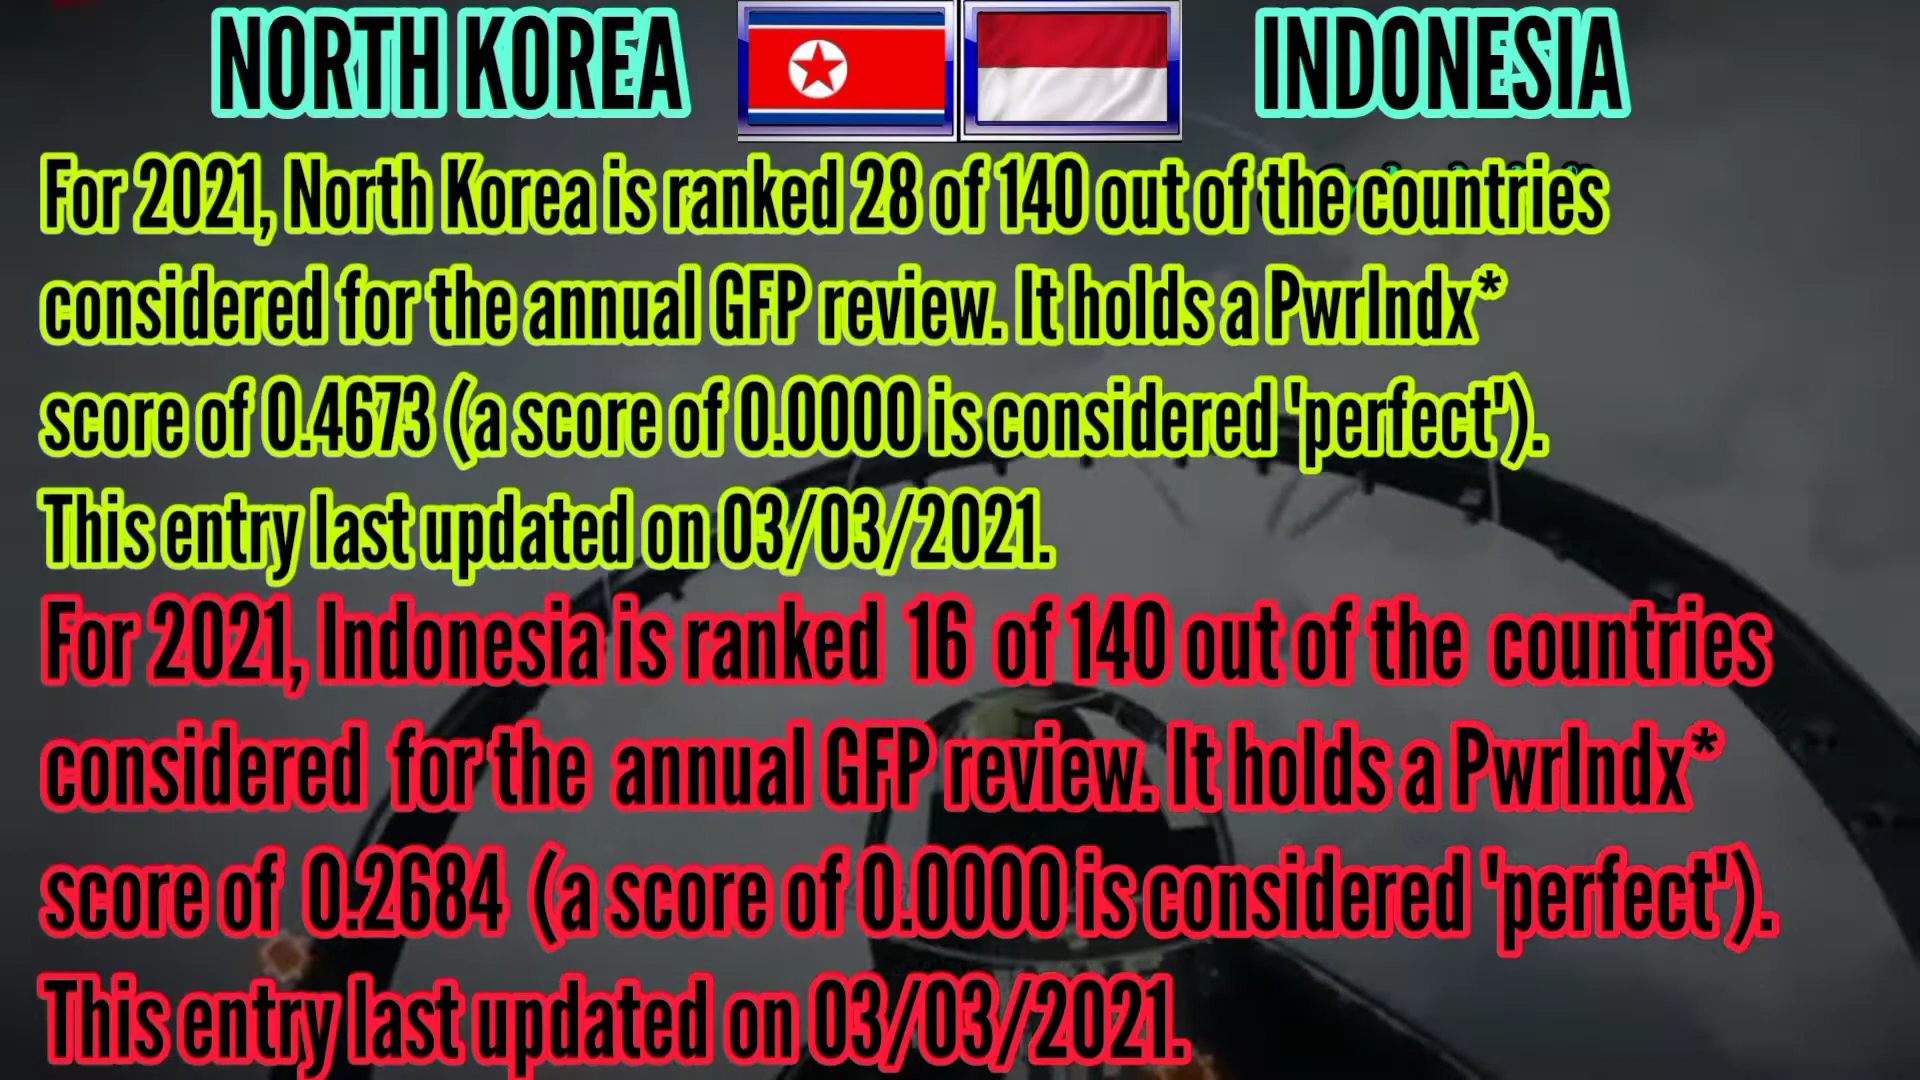 NORTH KOREA INDONESIA
For 2021, North Korea is ranked 28 of 140 out of the countries
considered for the annual GFP review. It holds a PwrIndx*
score of 0.4673 (a score of 0.0000 is considered 'perfect').
This entry last updated on 03/03/2021.
For 2021, Indonesia is ranked 16 of 140 out of the countries
considered for the annual GFP review. It holds a PwrIndx*
score of 0.2684 (a score of 0.0000 is considered 'perfect').
This entry last updated on 03/03/2021.